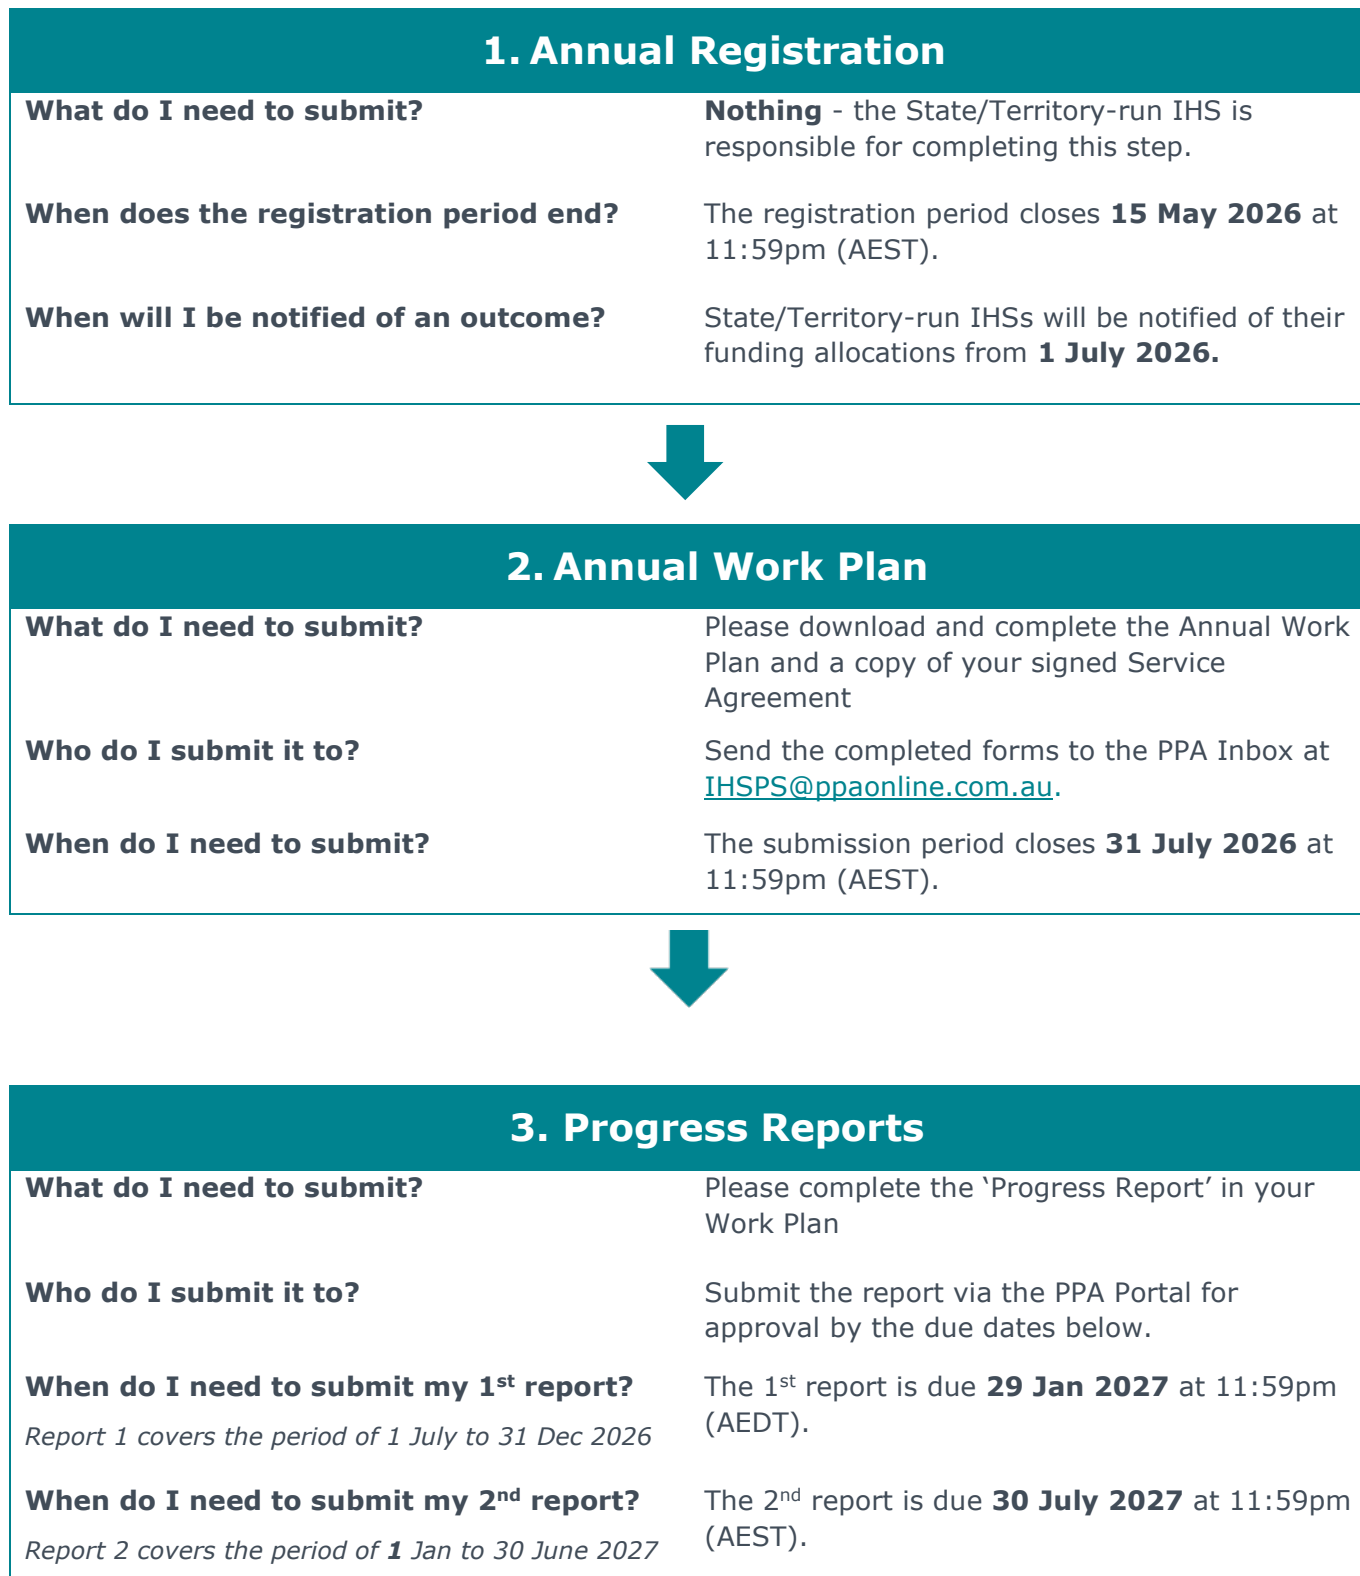 1. Annual Registration
What do I need to submit?
Nothing - the State/Territory-run IHS is
responsible for completing this step.
When does the registration period end?
The registration period closes 15 May 2026 at
11:59pm (AEST).
When will I be notified of an outcome?
State/Territory-run IHSs will be notified of their
funding allocations from 1 July 2026.
2. Annual Work Plan
What do I need to submit?
Please download and complete the Annual Work
Plan and a copy of your signed Service
Agreement
Who do I submit it to?
Send the completed forms to the PPA Inbox at
IHSPS@ppaonline.com.au.
When do I need to submit?
The submission period closes 31 July 2026 at
11:59pm (AEST).
3. Progress Reports
What do I need to submit?
Please complete the ‘Progress Report’ in your
Work Plan
Who do I submit it to?
Submit the report via the PPA Portal for
approval by the due dates below.
When do I need to submit my 1st report?
Report 1 covers the period of 1 July to 31 Dec 2026
The 1st report is due 29 Jan 2027 at 11:59pm
(AEDT).
When do I need to submit my 2nd report?
Report 2 covers the period of 1 Jan to 30 June 2027
The 2nd report is due 30 July 2027 at 11:59pm
(AEST).